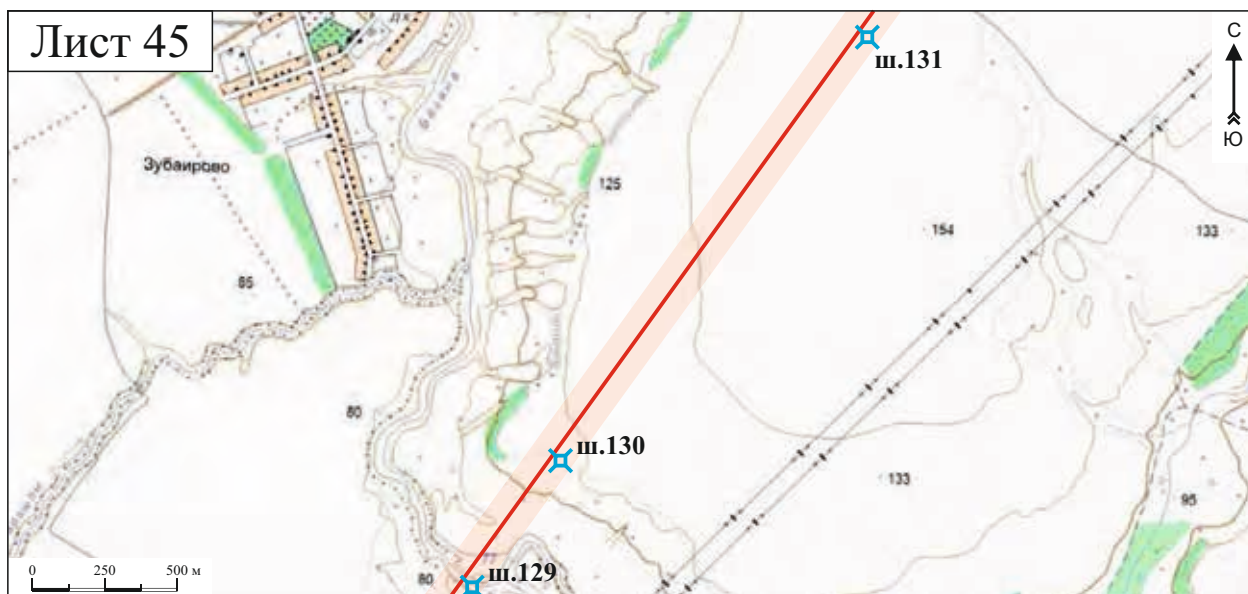 Лист 45
ш.131
С
Ю
Зубаирово
125
154
133
85
80
ш.130
133
95
80
ш.129
0 250 500 м